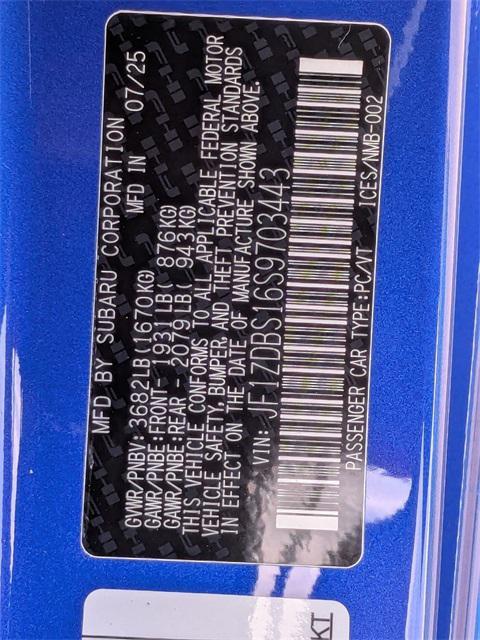 MFD BY SUBARU CORPORATION 07/25
MFD IN
GVWR/PNBV: 3682LB (1670KG)
GAWR/PNBE:FRONT- 1931LB ( 876KG)
GAWR/PNBE:REAR - 2079LB ( 943KG)
THIS VEHICLE CONFORMS TO ALL APPLICABLE FEDERAL MOTOR
VEHICLE SAFETY, BUMPER, AND THEFT PREVENTION STANDARDS
IN EFFECT ON THE DATE OF MANUFACTURE SHOWN ABOVE.
VIN: JF1ZDBS16S9703443
PASSENGER CAR TYPE:PC/VT ICES/NMB-002